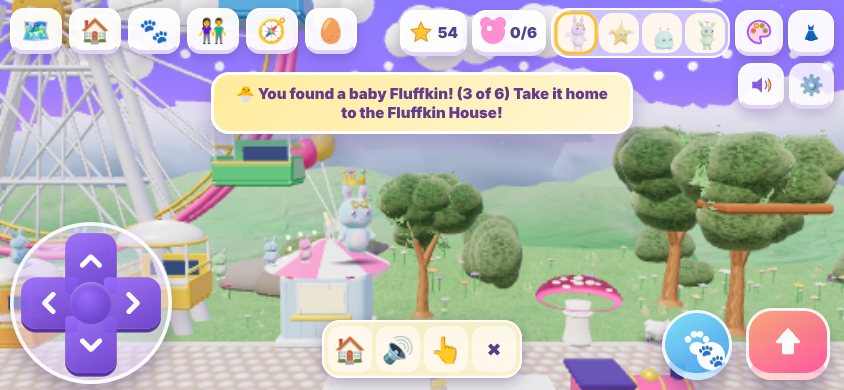 54
0/6
🐣 You found a baby Fluffkin! (3 of 6) Take it home
to the Fluffkin House!